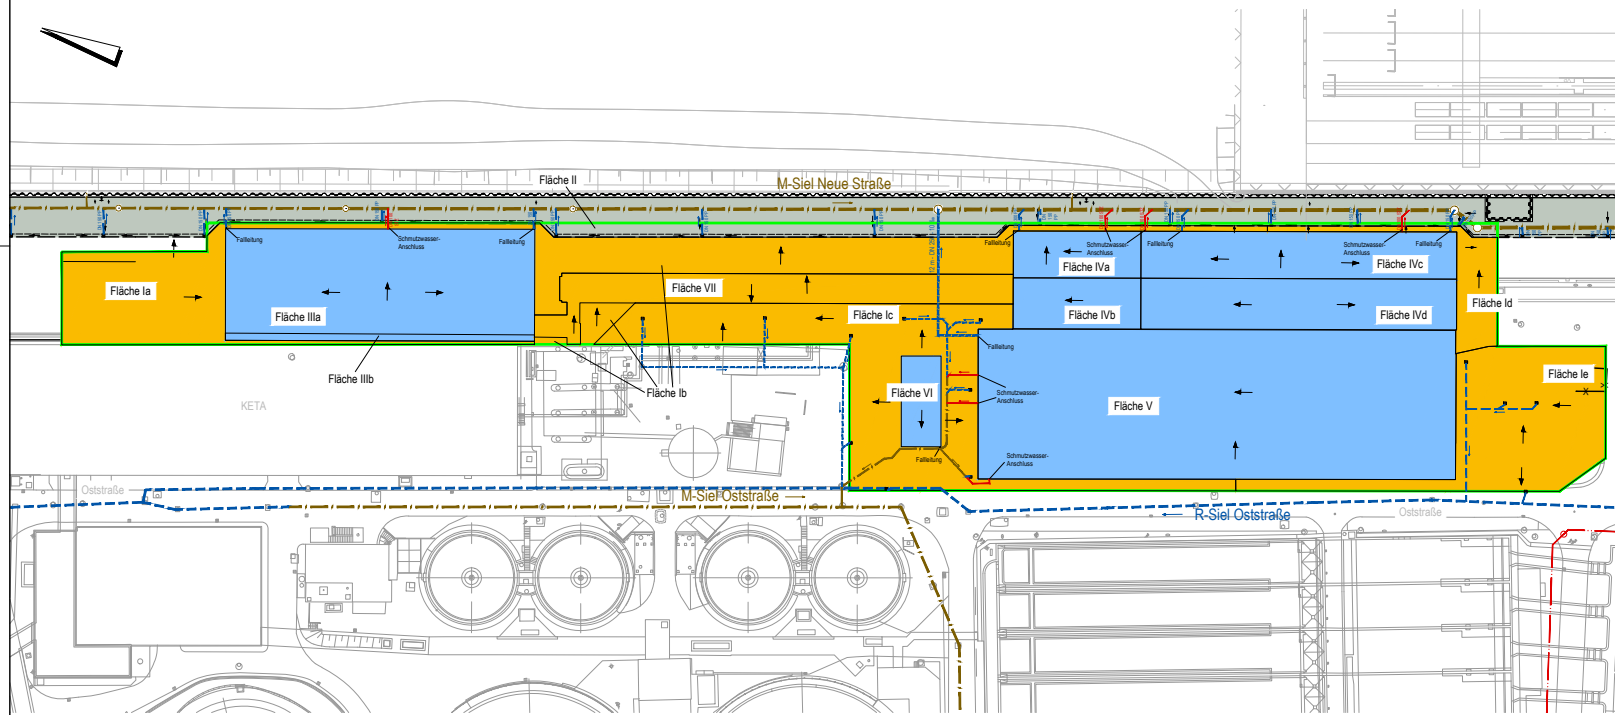 Fläche II
M-Siel Neue Straße
Fallleitung
Schmutzwasser-
Anschluss
Fallleitung
Fallleitung
Schmutzwasser-
Anschluss
Fallleitung
Schmutzwasser-
Anschluss
Fallleitung
Fläche Ia
Fläche IIIa
Fläche VII
Fläche Ic
Fläche IVa
Fläche IVb
Fläche IVc
Fläche IVd
Fläche Id
Fallleitung
Fläche IIIb
Fläche Ib
Fläche VI
Schmutzwasser-
Anschluss
Fläche V
Fläche Ie
KETA
Fallleitung
Schmutzwasser-
Anschluss
Oststraße
M-Siel Oststraße
R-Siel Oststraße
Oststraße